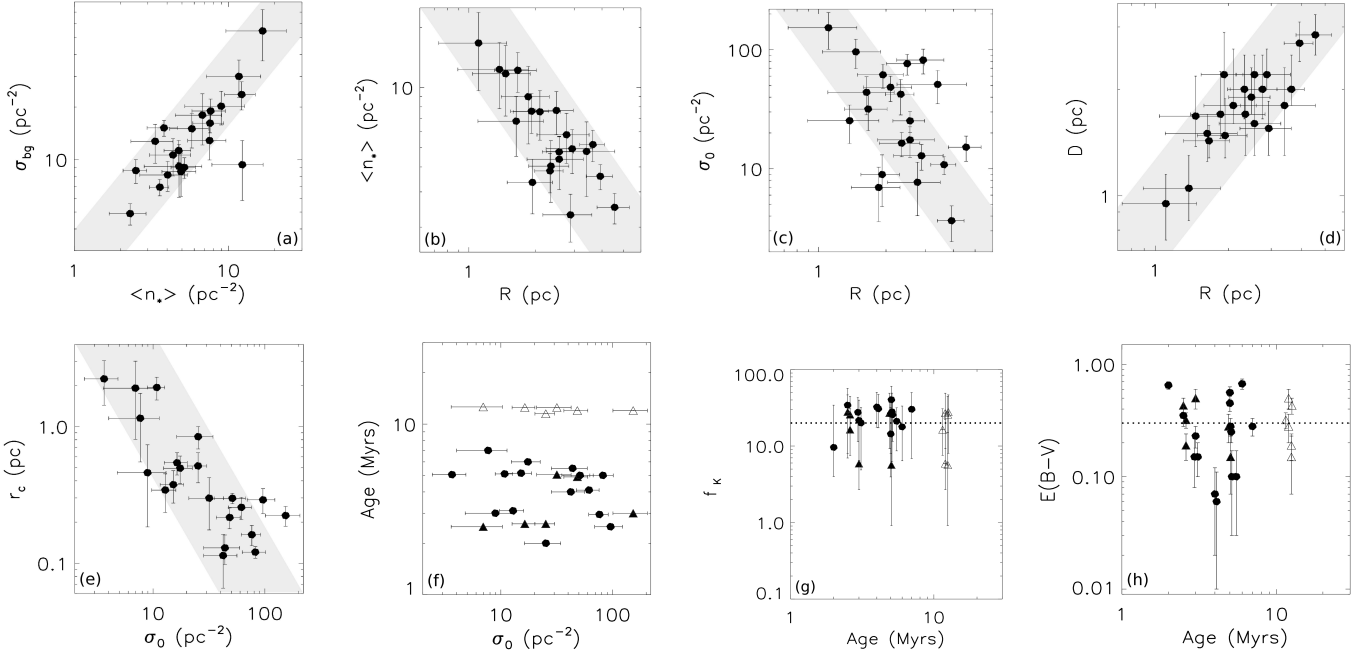 σbg (pc⁻²)
10
1
10
<n*> (pc⁻²)
(a)
<n*> (pc⁻²)
10
1
R (pc)
(b)
σ0 (pc⁻²)
100
10
1
R (pc)
(c)
D (pc)
1
1
R (pc)
(d)
rc (pc)
1.0
0.1
10
100
σ0 (pc⁻²)
(e)
Age (Myrs)
10
1
10
100
σ0 (pc⁻²)
(f)
fK
100.0
10.0
1.0
0.1
1
10
Age (Myrs)
(g)
E(B−V)
1.00
0.10
0.01
1
10
Age (Myrs)
(h)